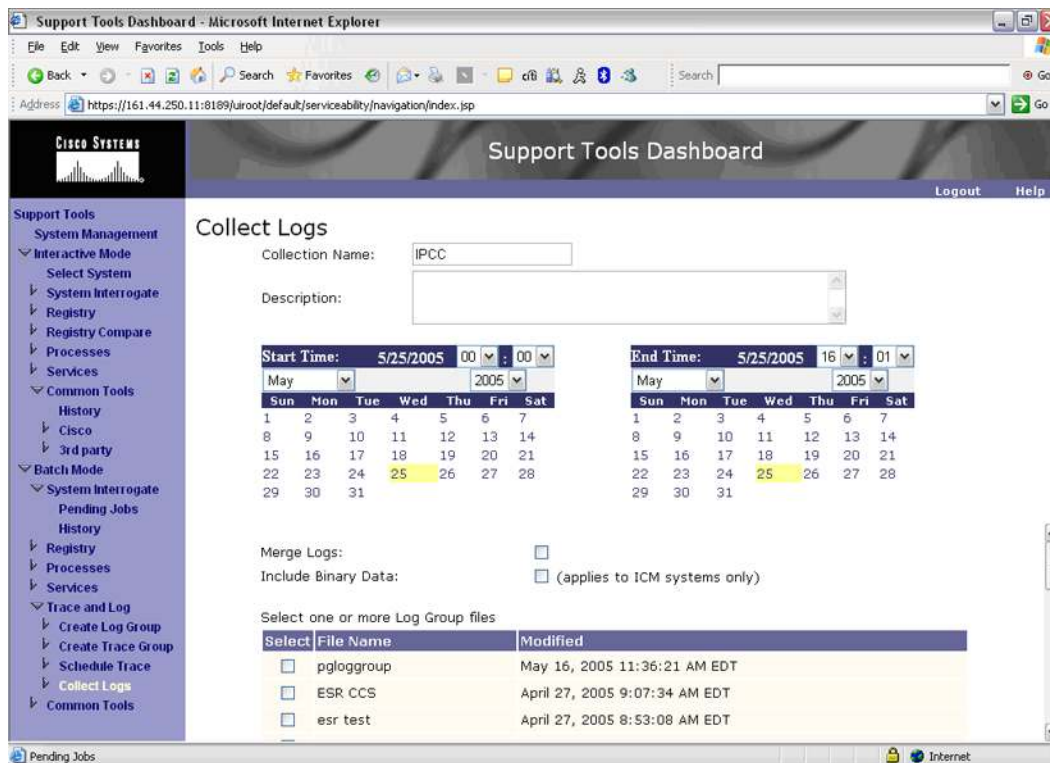 Support Tools Dashboard - Microsoft Internet Explorer
File Edit View Favorites Tools Help
Back Search Favorites Search Go
Address https://161.44.250.11:8189/uiroot/default/serviceability/navigation/index.jsp Go
CISCO SYSTEMS
Support Tools Dashboard
Logout Help
Support Tools
System Management
Interactive Mode
Select System
System Interrogate
Registry
Registry Compare
Processes
Services
Common Tools
History
Cisco
3rd party
Batch Mode
System Interrogate
Pending Jobs
History
Registry
Processes
Services
Trace and Log
Create Log Group
Create Trace Group
Schedule Trace
Collect Logs
Common Tools
Collect Logs
Collection Name: IPCC
Description:
Start Time: 5/25/2005 00 : 00
May 2005
Sun Mon Tue Wed Thu Fri Sat
1 2 3 4 5 6 7
8 9 10 11 12 13 14
15 16 17 18 19 20 21
22 23 24 25 26 27 28
29 30 31
End Time: 5/25/2005 16 : 01
May 2005
Sun Mon Tue Wed Thu Fri Sat
1 2 3 4 5 6 7
8 9 10 11 12 13 14
15 16 17 18 19 20 21
22 23 24 25 26 27 28
29 30 31
Merge Logs:
Include Binary Data: (applies to ICM systems only)
Select one or more Log Group files
Select File Name Modified
pgloggroup May 16, 2005 11:36:21 AM EDT
ESR CCS April 27, 2005 9:07:34 AM EDT
esr test April 27, 2005 8:53:08 AM EDT
Pending Jobs Internet